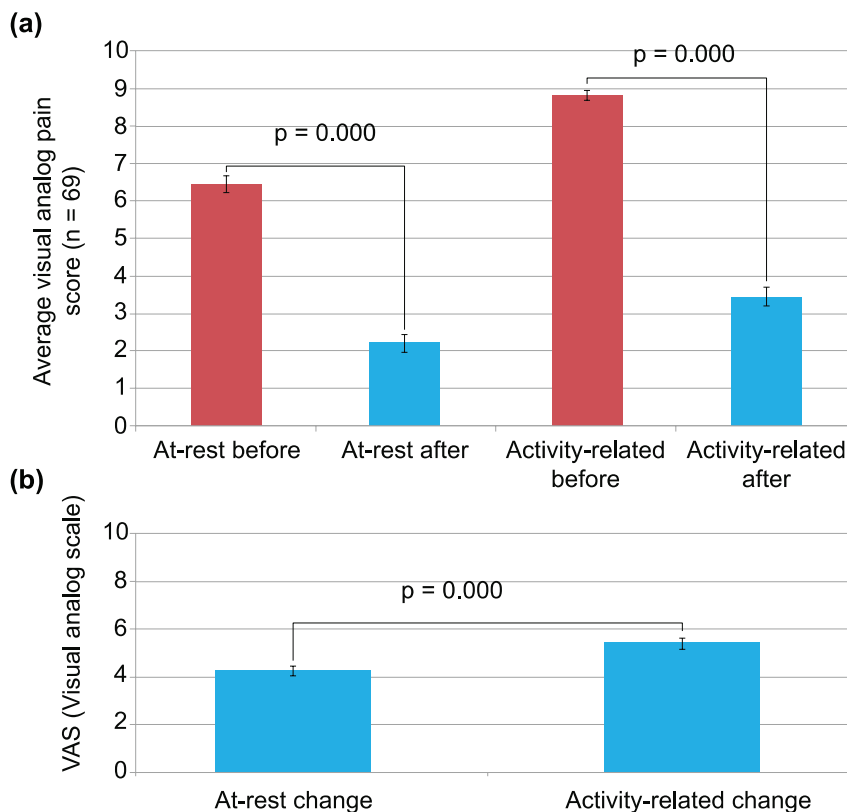 (a)
Average visual analog pain
score (n = 69)
10
9
8
7
6
5
4
3
2
1
0
p = 0.000
p = 0.000
At-rest before
At-rest after
Activity-related
before
Activity-related
after
(b)
VAS (Visual analog scale)
10
8
6
4
2
0
p = 0.000
At-rest change
Activity-related change